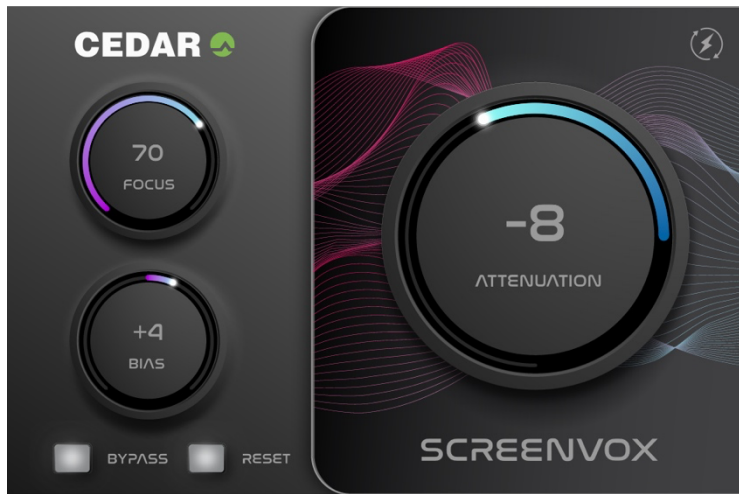 CEDAR
70
FOCUS
+4
BIAS
BYPASS
RESET
-8
ATTENUATION
SCREENVOX